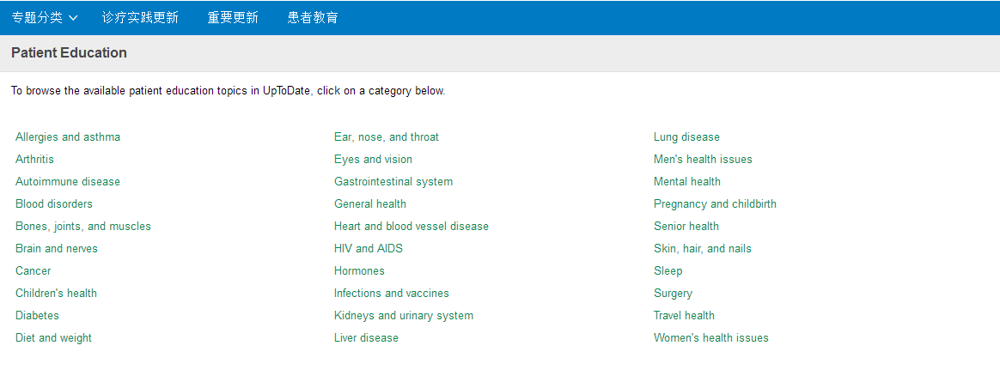 专题分类 诊疗实践更新 重要更新 患者教育
Patient Education
To browse the available patient education topics in UpToDate, click on a category below.
Allergies and asthma
Arthritis
Autoimmune disease
Blood disorders
Bones, joints, and muscles
Brain and nerves
Cancer
Children's health
Diabetes
Diet and weight
Ear, nose, and throat
Eyes and vision
Gastrointestinal system
General health
Heart and blood vessel disease
HIV and AIDS
Hormones
Infections and vaccines
Kidneys and urinary system
Liver disease
Lung disease
Men's health issues
Mental health
Pregnancy and childbirth
Senior health
Skin, hair, and nails
Sleep
Surgery
Travel health
Women's health issues